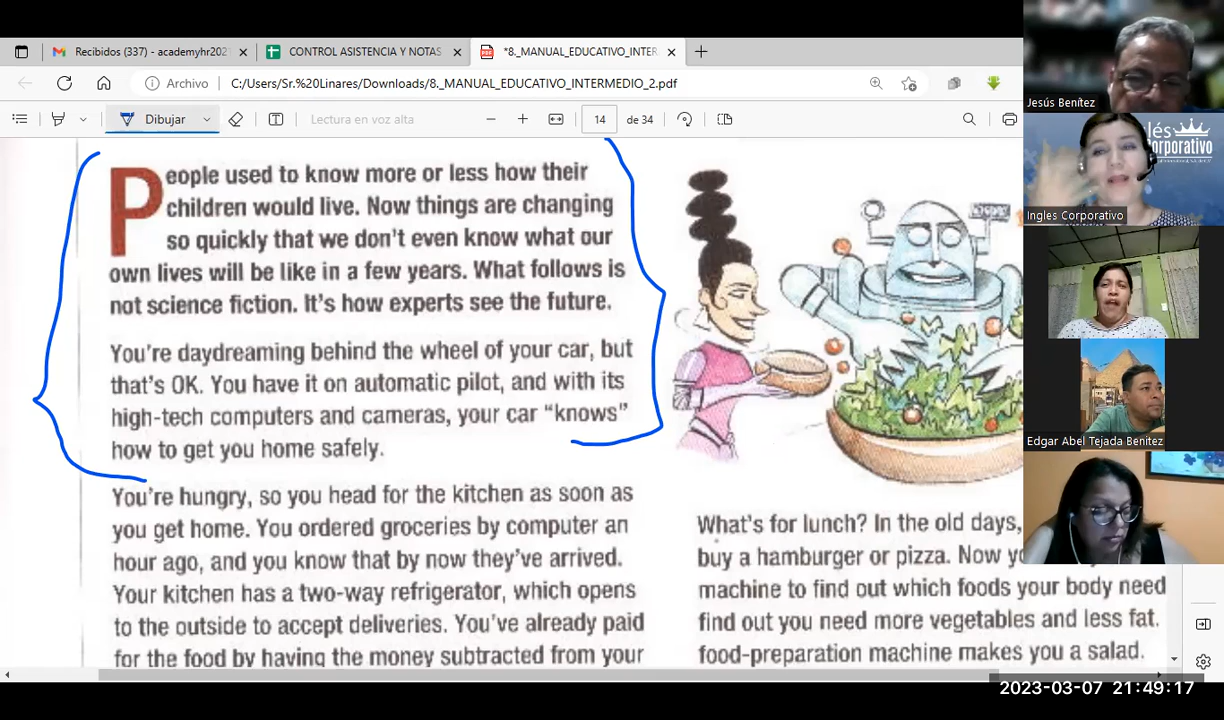 Recibidos (337) - academyhr202
CONTROL ASISTENCIA Y NOTAS
*8._MANUAL_EDUCATIVO_INTER
Archivo
C:/Users/Sr.%20Linares/Downloads/8._MANUAL_EDUCATIVO_INTERMEDIO_2.pdf
Dibujar
Lectura en voz alta
14
de 34
People used to know more or less how their
children would live. Now things are changing
so quickly that we don't even know what our
own lives will be like in a few years. What follows is
not science fiction. It's how experts see the future.
You're daydreaming behind the wheel of your car, but
that's OK. You have it on automatic pilot, and with its
high-tech computers and cameras, your car “knows”
how to get you home safely.
You're hungry, so you head for the kitchen as soon as
you get home. You ordered groceries by computer an
hour ago, and you know that by now they've arrived.
Your kitchen has a two-way refrigerator, which opens
to the outside to accept deliveries. You've already paid
for the food by having the money subtracted from your
What's for lunch? In the old days,
buy a hamburger or pizza. Now
machine to find out which foods your body need
find out you need more vegetables and less fat.
food-preparation machine makes you a salad.
Jesús Benítez
glés
Corporativo
Ingles Corporativo
Edgar Abel Tejada Benitez
2023-03-07 21:49:17